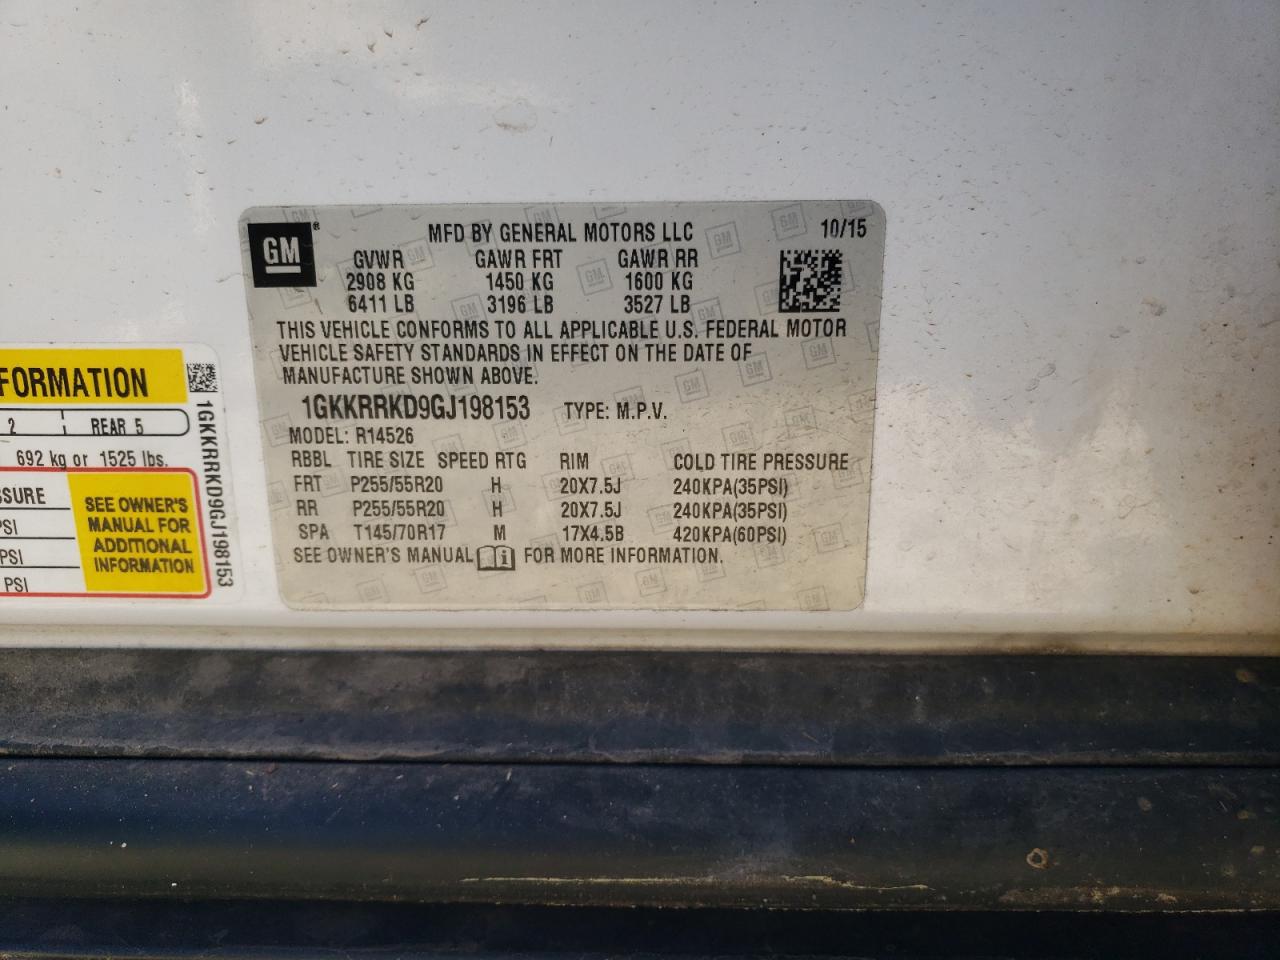 GM®
MFD BY GENERAL MOTORS LLC 10/15
GVWR GAWR FRT GAWR RR
2908 KG 1450 KG 1600 KG
6411 LB 3196 LB 3527 LB
THIS VEHICLE CONFORMS TO ALL APPLICABLE U.S. FEDERAL MOTOR
VEHICLE SAFETY STANDARDS IN EFFECT ON THE DATE OF
MANUFACTURE SHOWN ABOVE.
1GKKRRKD9GJ198153 TYPE: M.P.V.
MODEL: R14526
RBBL TIRE SIZE SPEED RTG RIM COLD TIRE PRESSURE
FRT P255/55R20 H 20X7.5J 240KPA(35PSI)
RR P255/55R20 H 20X7.5J 240KPA(35PSI)
SPA T145/70R17 M 17X4.5B 420KPA(60PSI)
SEE OWNER'S MANUAL i FOR MORE INFORMATION.
FORMATION
2 REAR 5
692 kg or 1525 lbs.
SSURE
PSI
PSI
PSI
SEE OWNER'S
MANUAL FOR
ADDITIONAL
INFORMATION
1GKKRRKD9GJ198153